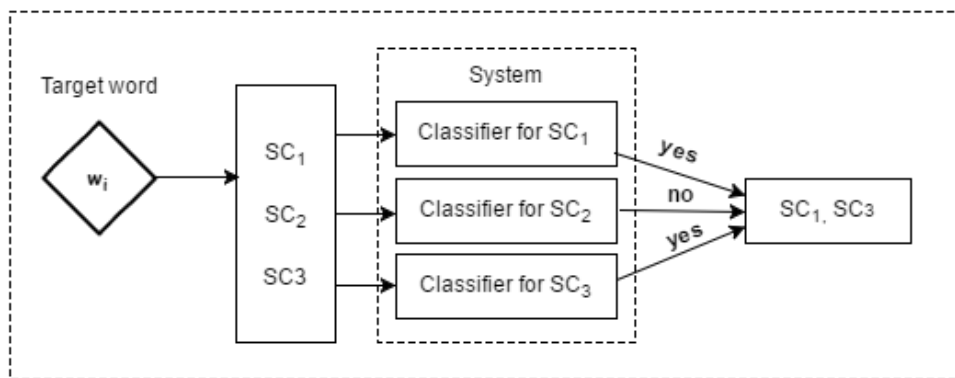 Target word
w_i
SC_1
SC_2
SC3
System
Classifier for SC_1
Classifier for SC_2
Classifier for SC_3
yes
no
yes
SC_1, SC_3